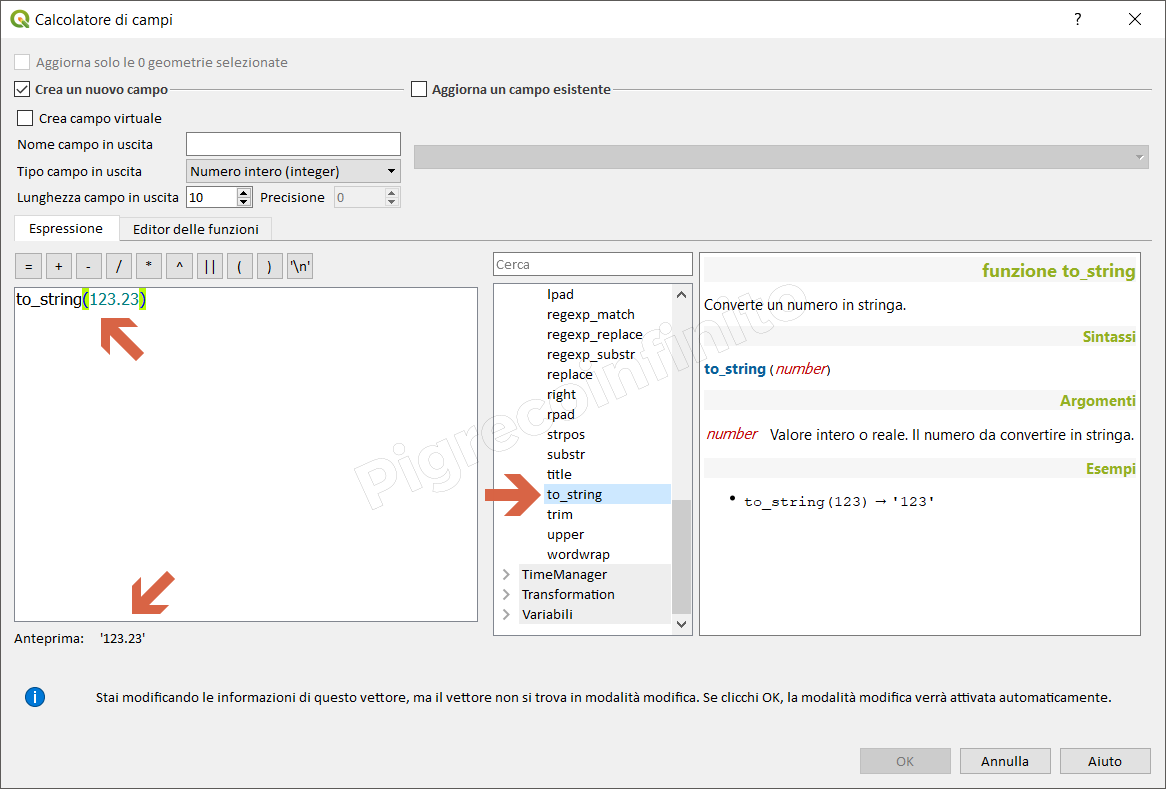 Calcolatore di campi
?
Aggiorna solo le 0 geometrie selezionate
Crea un nuovo campo
Aggiorna un campo esistente
Crea campo virtuale
Nome campo in uscita
Tipo campo in uscita Numero intero (integer)
Lunghezza campo in uscita 10 Precisione 0
Espressione Editor delle funzioni
= + - / * ^ || ( ) '\n'
to_string(123.23)
Anteprima: '123.23'
Cerca
lpad
regexp_match
regexp_replace
regexp_substr
replace
right
rpad
strpos
substr
title
to_string
trim
upper
wordwrap
TimeManager
Transformation
Variabili
funzione to_string
Converte un numero in stringa.
Sintassi
to_string (number)
Argomenti
number Valore intero o reale. Il numero da convertire in stringa.
Esempi
• to_string(123) → '123'
Pigrecoinfinito
Stai modificando le informazioni di questo vettore, ma il vettore non si trova in modalità modifica. Se clicchi OK, la modalità modifica verrà attivata automaticamente.
OK Annulla Aiuto